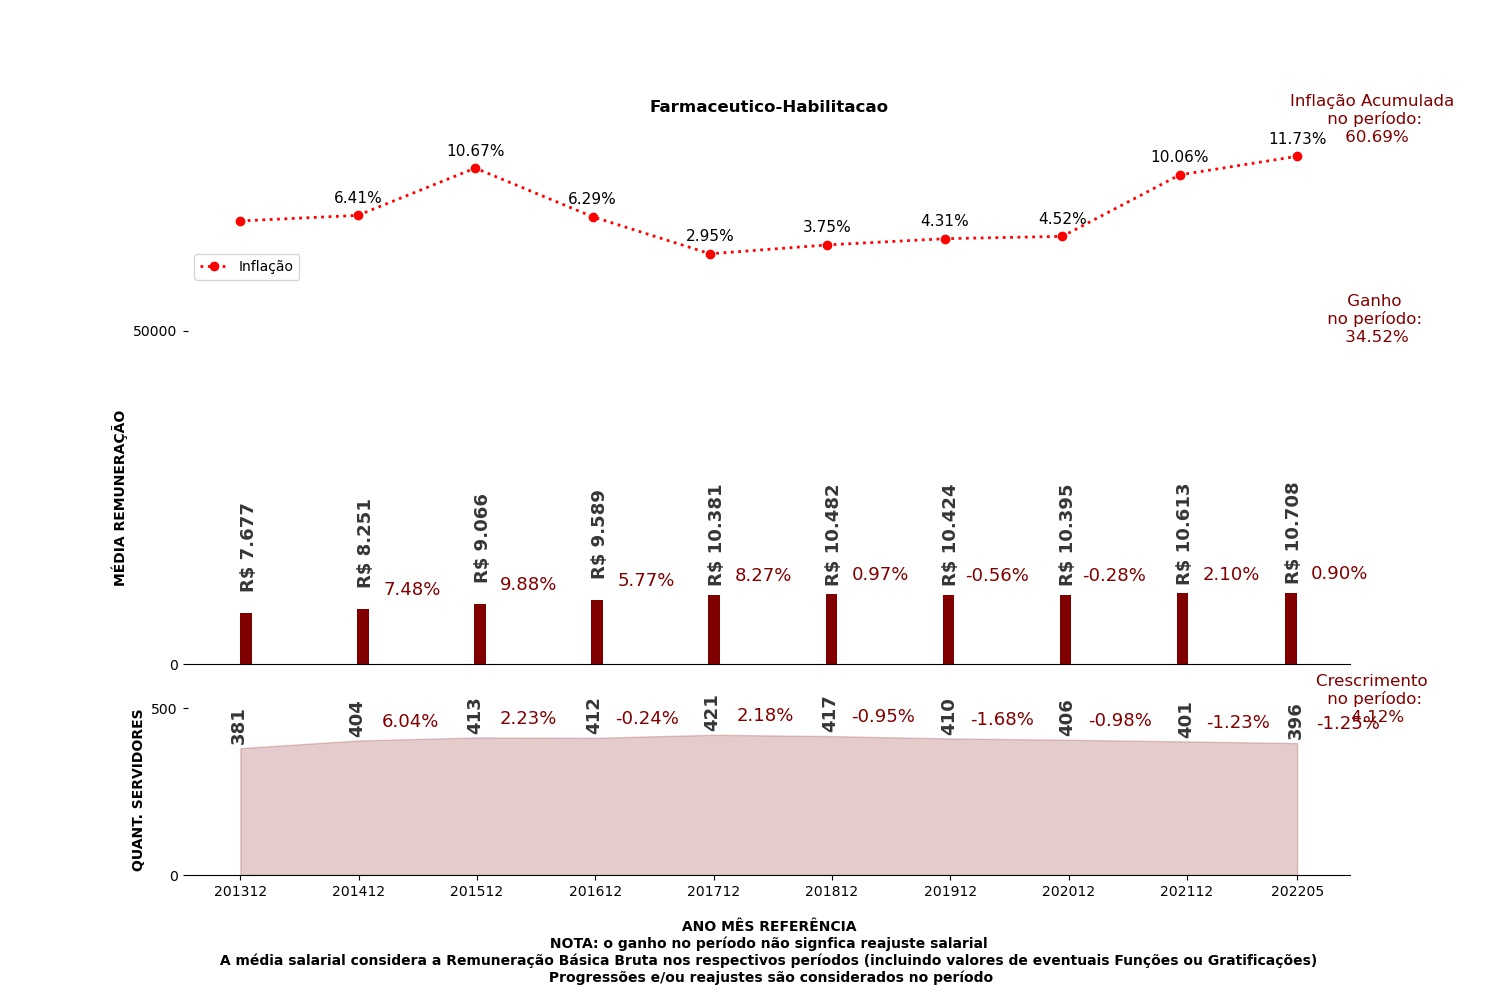 Farmaceutico-Habilitacao
Inflação Acumulada
no período:
60.69%
6.41%
10.67%
6.29%
2.95%
3.75%
4.31%
4.52%
10.06%
11.73%
Inflação
Ganho
no período:
34.52%
50000
0
MÉDIA REMUNERAÇÃO
R$ 7.677
R$ 8.251
R$ 9.066
R$ 9.589
R$ 10.381
R$ 10.482
R$ 10.424
R$ 10.395
R$ 10.613
R$ 10.708
7.48%
9.88%
5.77%
8.27%
0.97%
-0.56%
-0.28%
2.10%
0.90%
Crescrimento
no período:
4.12%
500
0
QUANT. SERVIDORES
381
404
413
412
421
417
410
406
401
396
6.04%
2.23%
-0.24%
2.18%
-0.95%
-1.68%
-0.98%
-1.23%
-1.25%
201312
201412
201512
201612
201712
201812
201912
202012
202112
202205
ANO MÊS REFERÊNCIA
NOTA: o ganho no período não signfica reajuste salarial
A média salarial considera a Remuneração Básica Bruta nos respectivos períodos (incluindo valores de eventuais Funções ou Gratificações)
Progressões e/ou reajustes são considerados no período